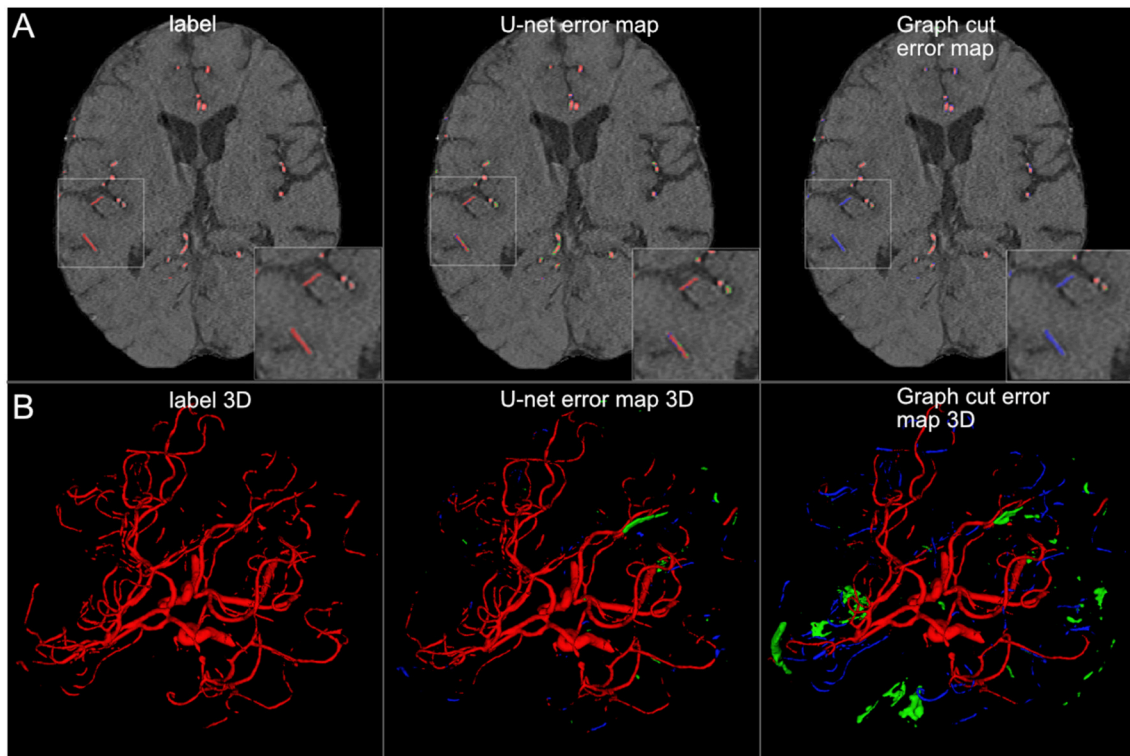 A
label
U-net error map
Graph cut
error map
B
label 3D
U-net error map 3D
Graph cut error
map 3D